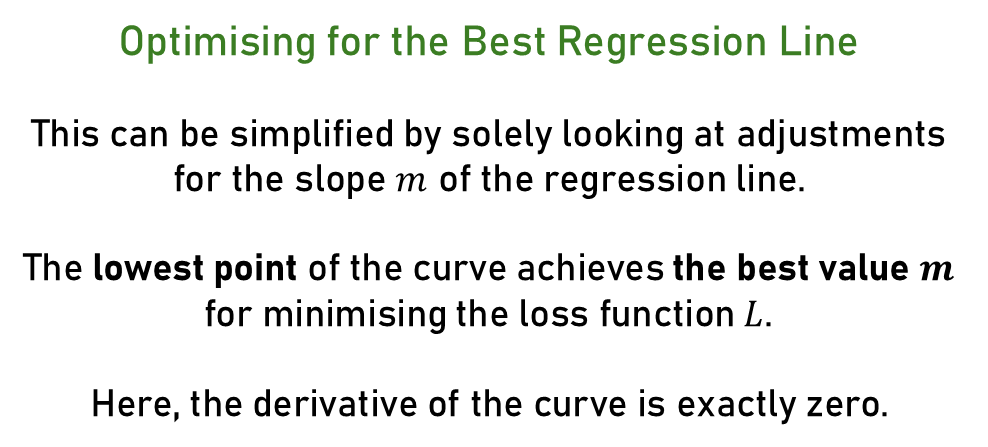 Optimising for the Best Regression Line
This can be simplified by solely looking at adjustments
for the slope m of the regression line.
The lowest point of the curve achieves the best value m
for minimising the loss function L.
Here, the derivative of the curve is exactly zero.